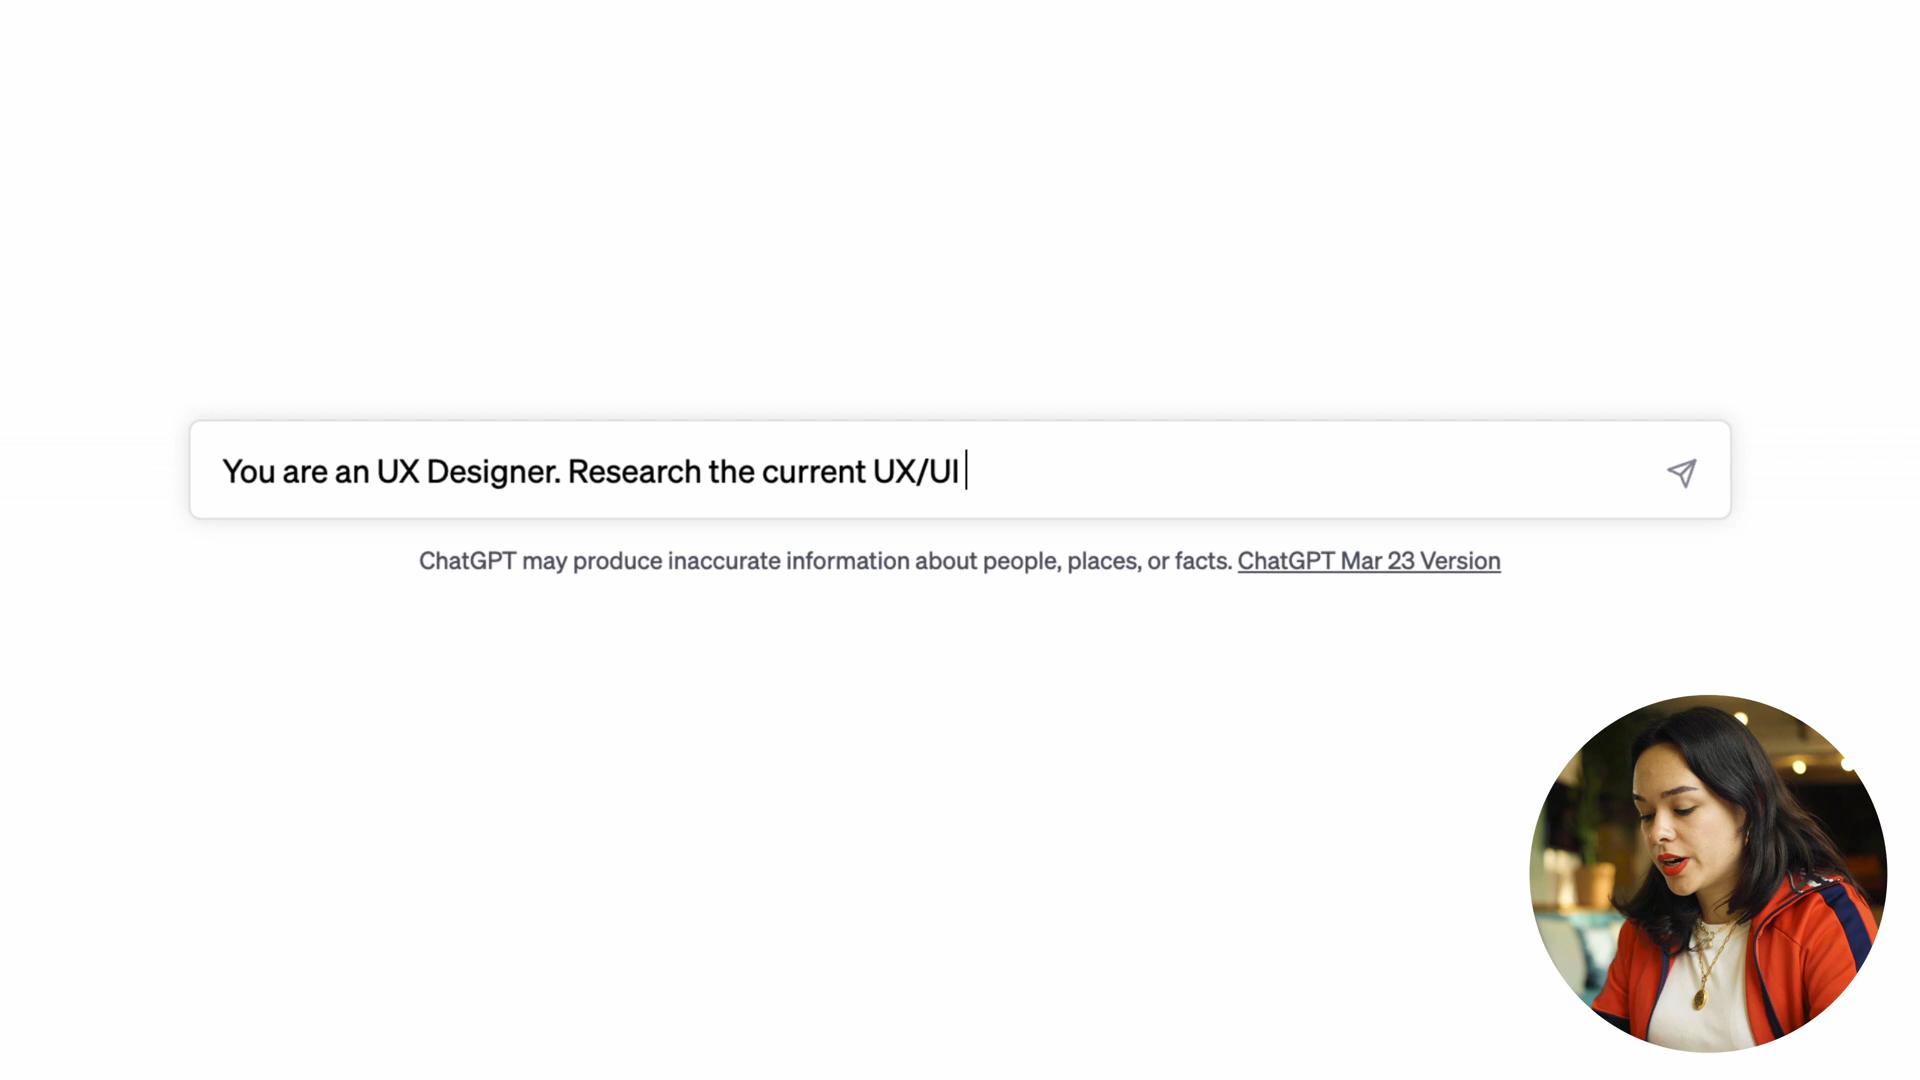 You are an UX Designer. Research the current UX/UI
ChatGPT may produce inaccurate information about people, places, or facts. ChatGPT Mar 23 Version